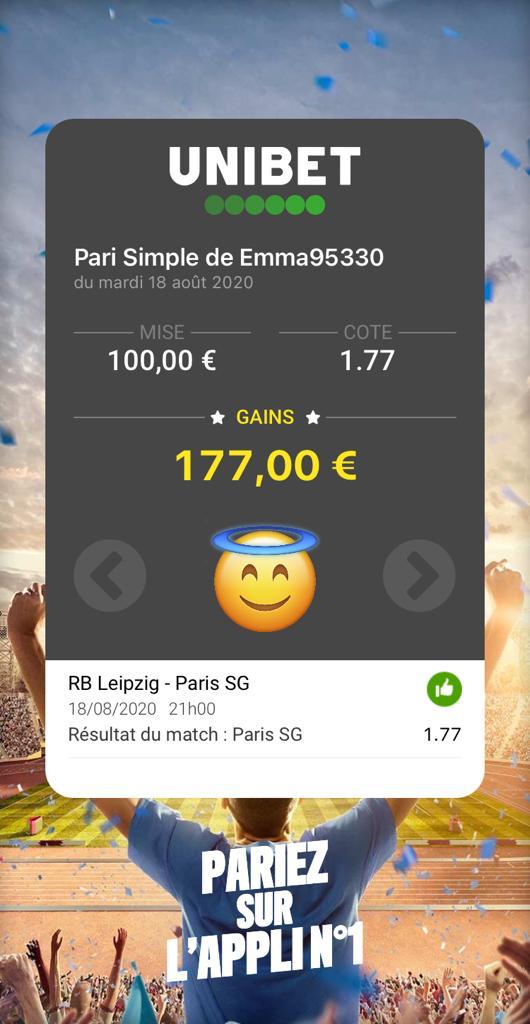 UNIBET
Pari Simple de Emma95330
du mardi 18 août 2020
MISE
100,00 €
COTE
1.77
GAINS
177,00 €
RB Leipzig - Paris SG
18/08/2020 21h00
Résultat du match : Paris SG 1.77
PARIEZ
SUR
L'APPLI N°1